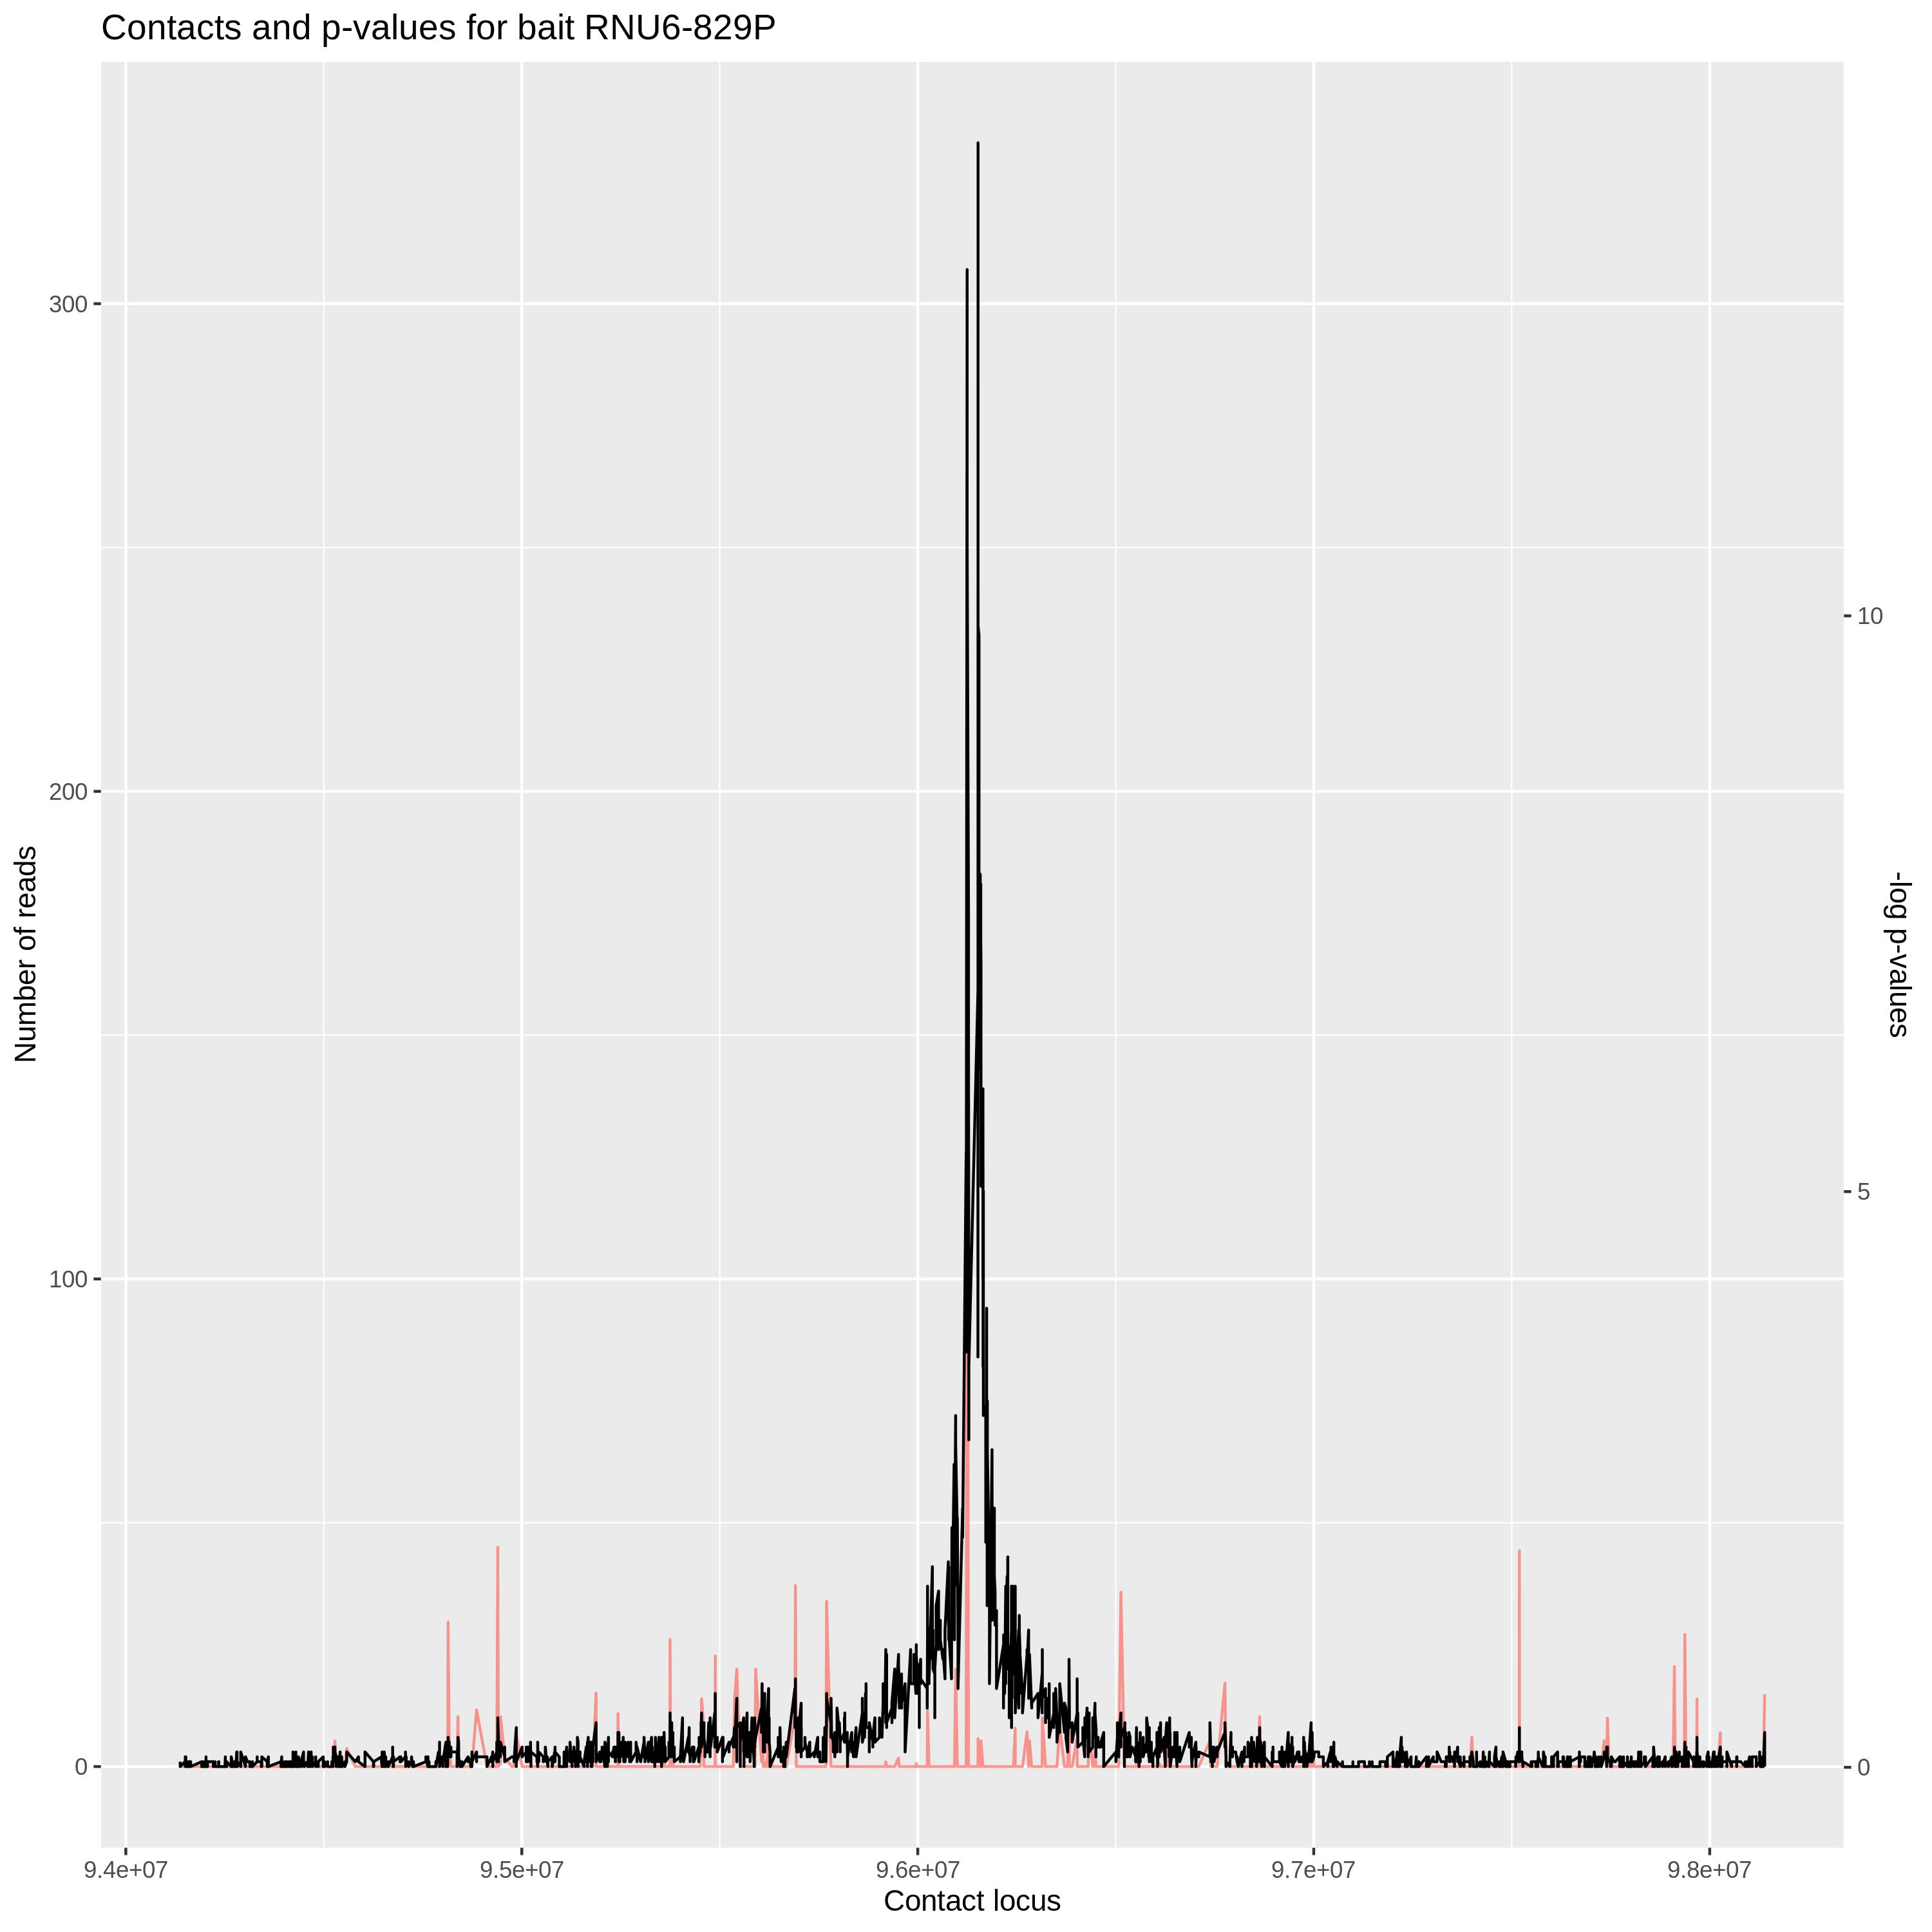 Contacts and p-values for bait RNU6-829P
Number of reads
300
200
100
0
10
5
0
-log p-values
9.4e+07
9.5e+07
9.6e+07
9.7e+07
9.8e+07
Contact locus